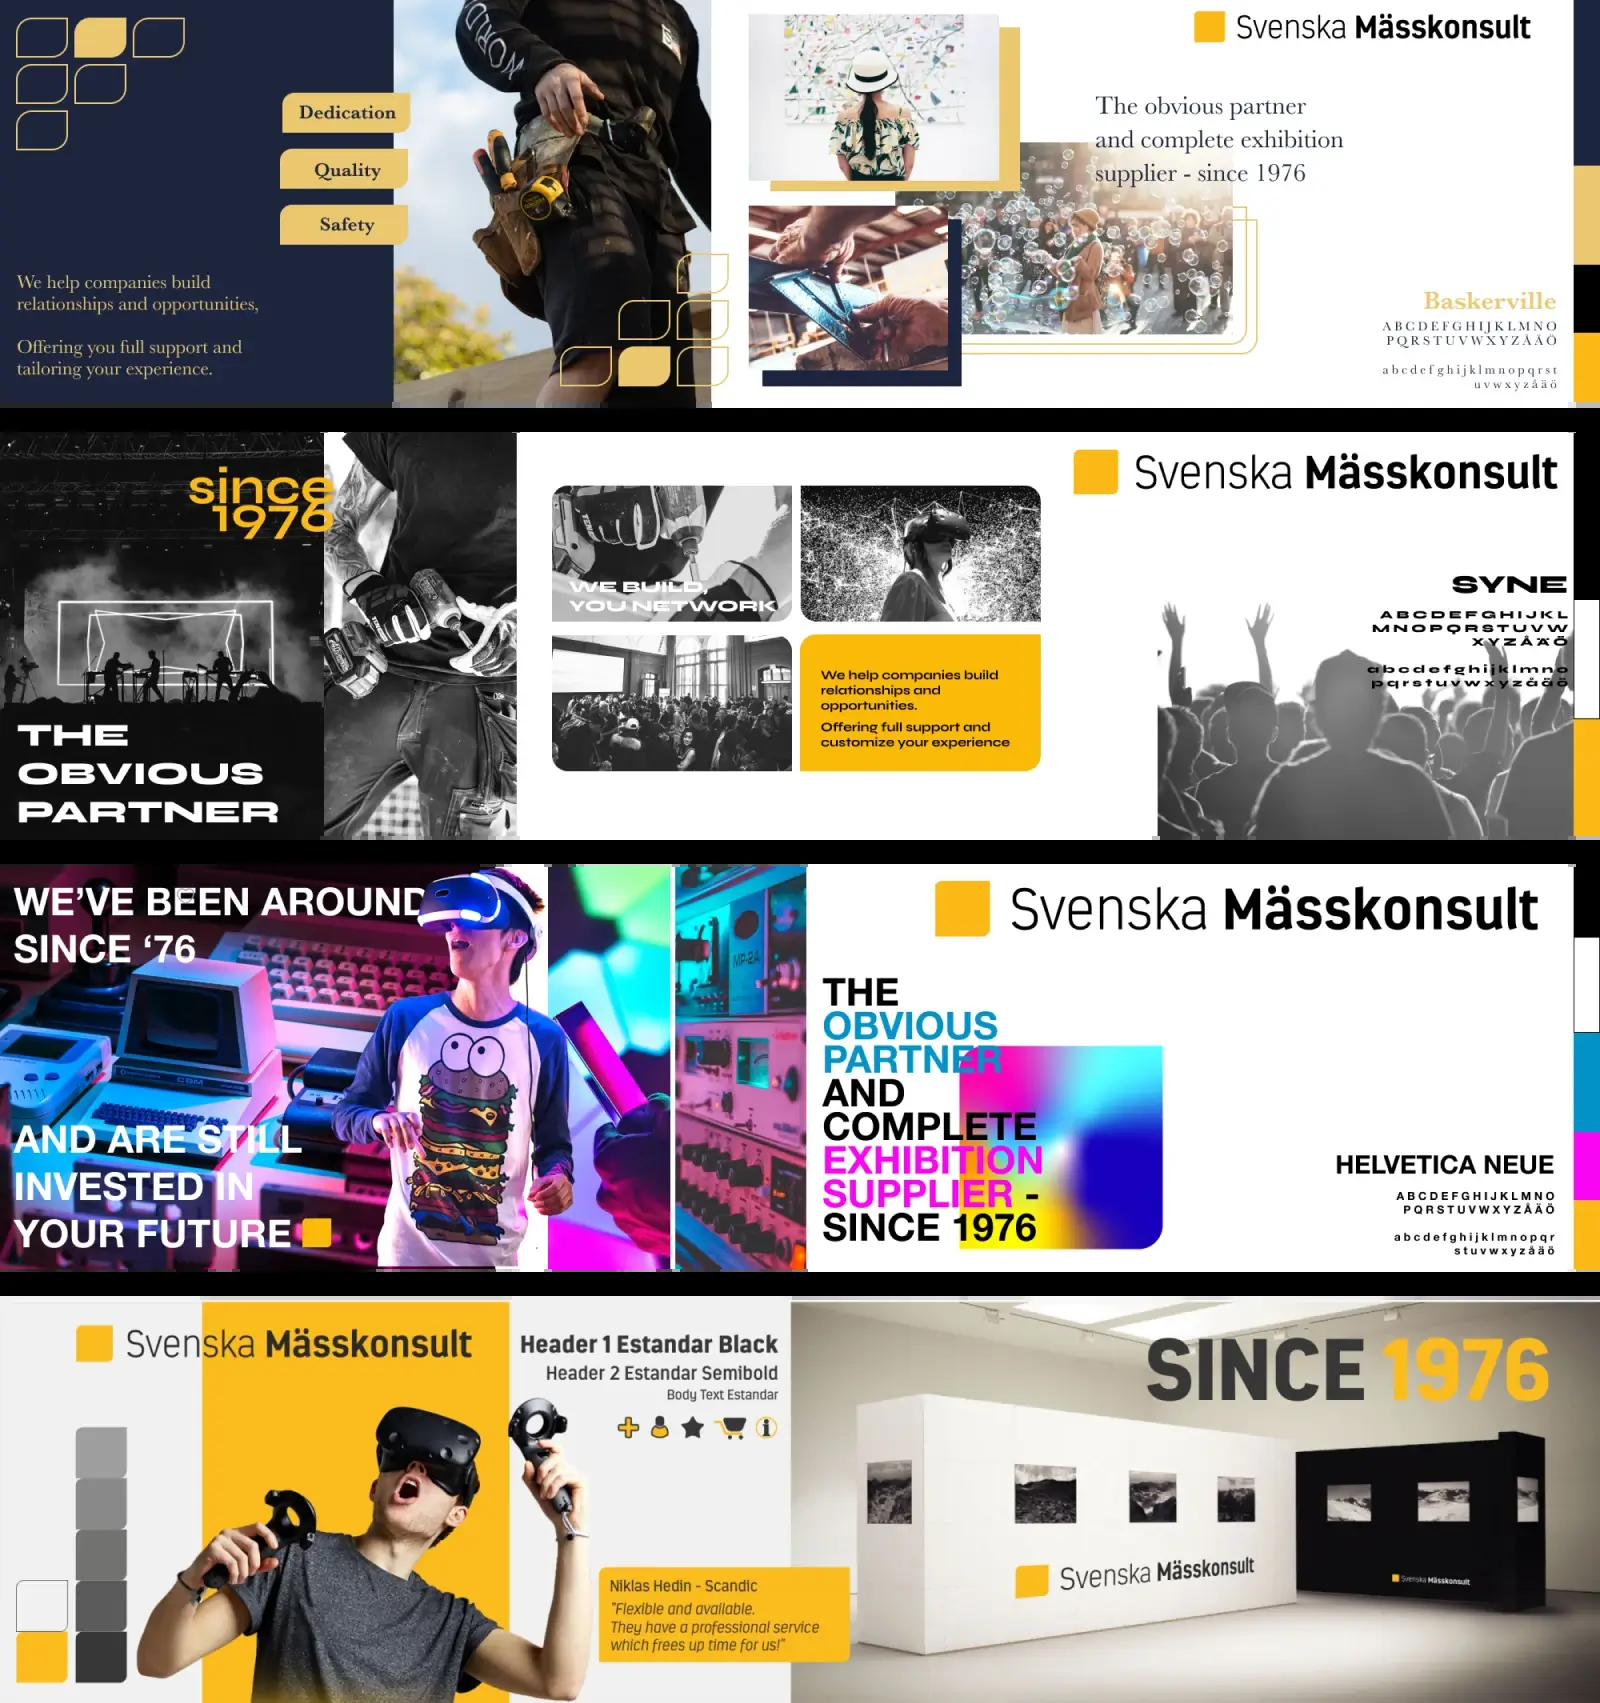 WORLD
Dedication
Quality
Safety
We help companies build
relationships and opportunities,
Offering you full support and
tailoring your experience.
Svenska Mässkonsult
The obvious partner
and complete exhibition
supplier - since 1976
Baskerville
ABCDEFGHIJKLMNO
PQRSTUVWXYZÅÄÖ
abcdefghijklmnopqrst
uvwxyzåäö
since
1976
THE
OBVIOUS
PARTNER
WE BUILD,
YOU NETWORK
We help companies build
relationships and
opportunities.
Offering full support and
customize your experience
Svenska Mässkonsult
SYNE
ABCDEFGHIJKL
MNOPQRSTUVW
XYZÅÄÖ
abcdefghijklmno
pqrstuvwxyzåäö
WE’VE BEEN AROUND
SINCE ‘76
CBM
AND ARE STILL
INVESTED IN
YOUR FUTURE
MP-2A
Svenska Mässkonsult
THE
OBVIOUS
PARTNER
AND
COMPLETE
EXHIBITION
SUPPLIER -
SINCE 1976
HELVETICA NEUE
ABCDEFGHIJKLMNO
PQRSTUVWXYZÅÄÖ
abcdefghijklmnopqr
stuvwxyzåäö
Svenska Mässkonsult
Header 1 Estandar Black
Header 2 Estandar Semibold
Body Text Estandar
Niklas Hedin - Scandic
"Flexible and available.
They have a professional service
which frees up time for us!"
SINCE 1976
Svenska Mässkonsult
Svenska Mässkonsult